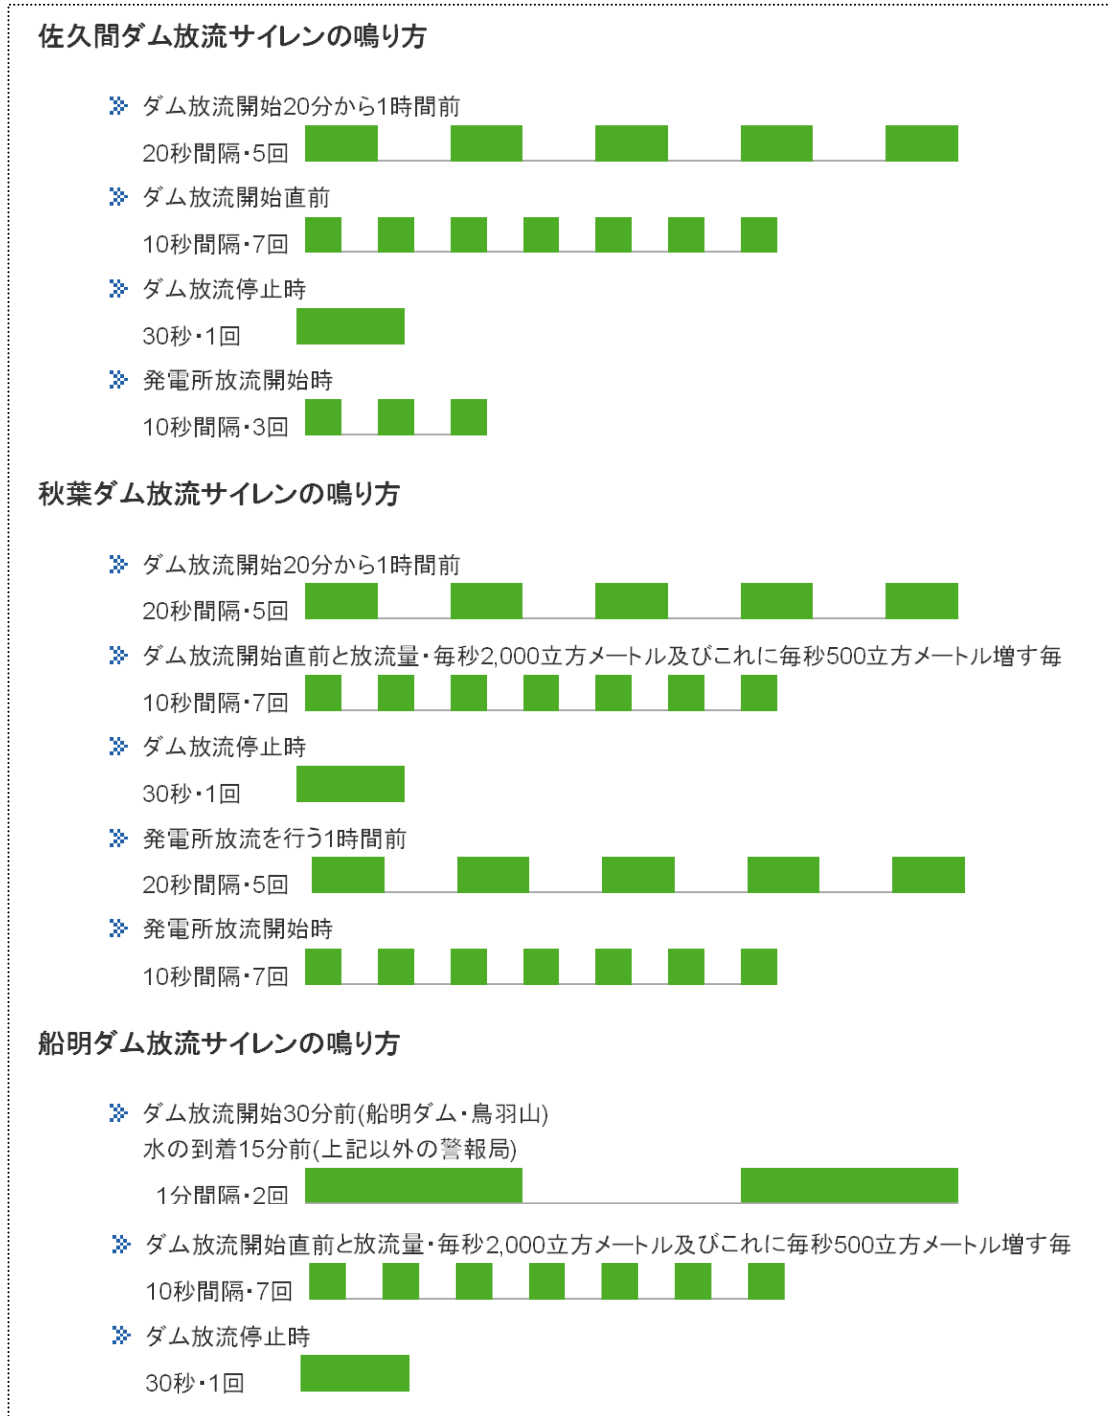 佐久間ダム放流サイレンの鳴り方
ダム放流開始20分から1時間前
20秒間隔・5回
ダム放流開始直前
10秒間隔・7回
ダム放流停止時
30秒・1回
発電所放流開始時
10秒間隔・3回
秋葉ダム放流サイレンの鳴り方
ダム放流開始20分から1時間前
20秒間隔・5回
ダム放流開始直前と放流量・毎秒2,000立方メートル及びこれに毎秒500立方メートル増す毎
10秒間隔・7回
ダム放流停止時
30秒・1回
発電所放流を行う1時間前
20秒間隔・5回
発電所放流開始時
10秒間隔・7回
船明ダム放流サイレンの鳴り方
ダム放流開始30分前(船明ダム・鳥羽山)
水の到着15分前(上記以外の警報局)
1分間隔・2回
ダム放流開始直前と放流量・毎秒2,000立方メートル及びこれに毎秒500立方メートル増す毎
10秒間隔・7回
ダム放流停止時
30秒・1回